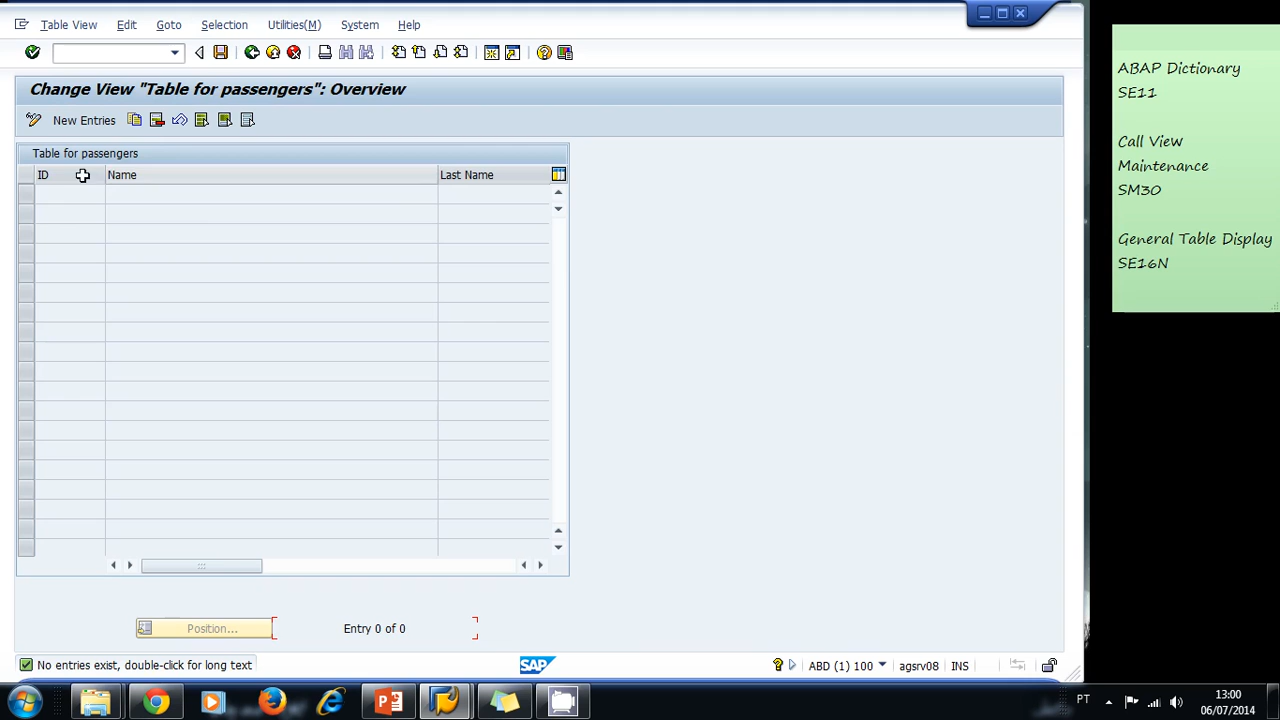 Table View Edit Goto Selection Utilities(M) System Help
Change View "Table for passengers": Overview
New Entries
Table for passengers
ID Name Last Name
Position...
Entry 0 of 0
No entries exist, double-click for long text
SAP
ABD (1) 100 agsrv08 INS
PT
13:00
06/07/2014
ABAP Dictionary
SE11
Call View
Maintenance
SM30
General Table Display
SE16N